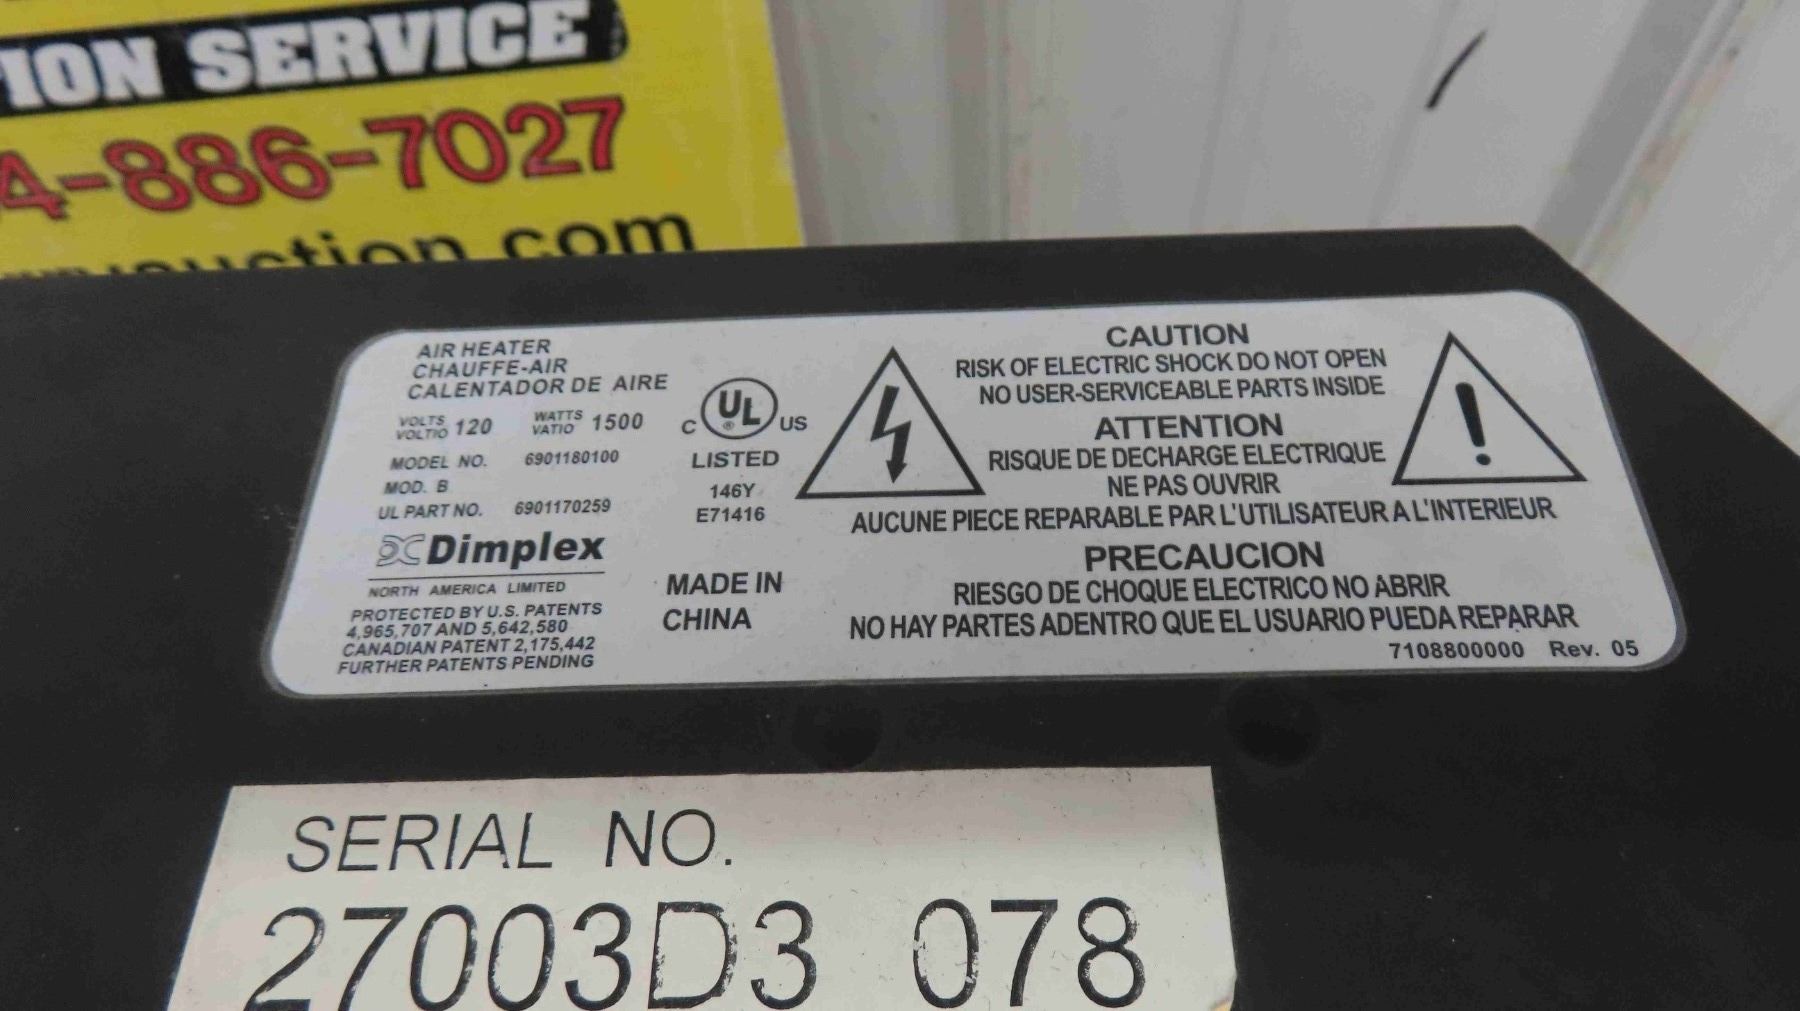 ION SERVICE
4-886-7027
auction.com
AIR HEATER
CHAUFFE-AIR
CALENTADOR DE AIRE
VOLTS
VOLTIO 120
WATTS
VATIO 1500
MODEL NO. 6901180100
MOD. B
UL PART NO. 6901170259
Dimplex
NORTH AMERICA LIMITED
PROTECTED BY U.S. PATENTS
4,965,707 AND 5,642,580
CANADIAN PATENT 2,175,442
FURTHER PATENTS PENDING
C UL ® US
LISTED
146Y
E71416
MADE IN
CHINA
CAUTION
RISK OF ELECTRIC SHOCK DO NOT OPEN
NO USER-SERVICEABLE PARTS INSIDE
ATTENTION
RISQUE DE DECHARGE ELECTRIQUE
NE PAS OUVRIR
AUCUNE PIECE REPARABLE PAR L'UTILISATEUR A L'INTERIEUR
PRECAUCION
RIESGO DE CHOQUE ELECTRICO NO ABRIR
NO HAY PARTES ADENTRO QUE EL USUARIO PUEDA REPARAR
7108800000 Rev. 05
SERIAL NO.
27003D3 078